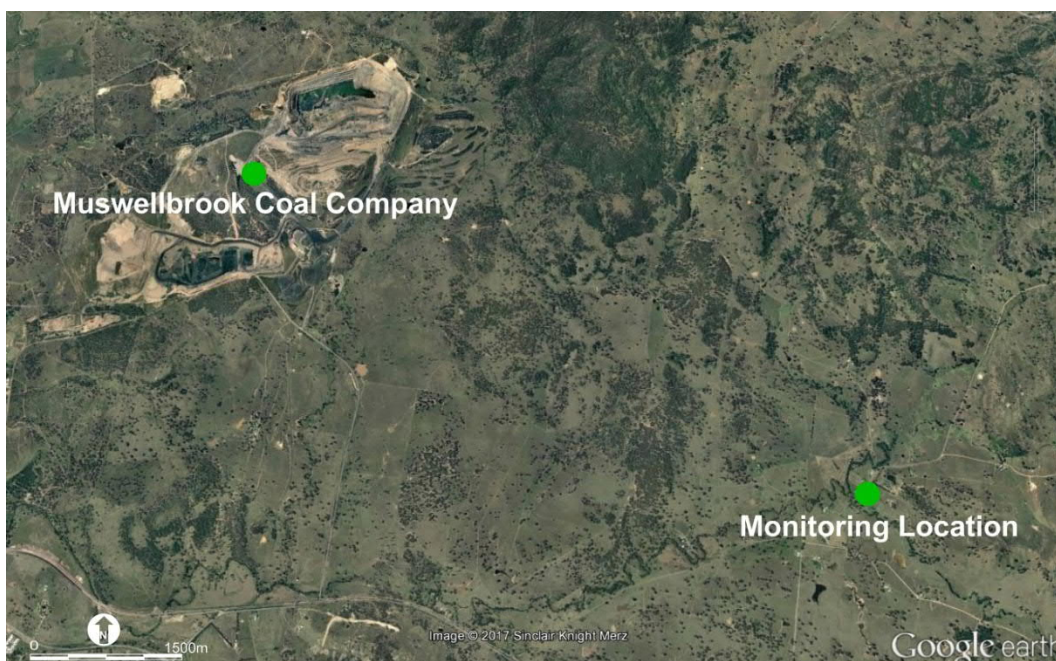 Muswellbrook Coal Company
Monitoring Location
N
0
1500m
Image © 2017 Sinclair Knight Merz
Google earth